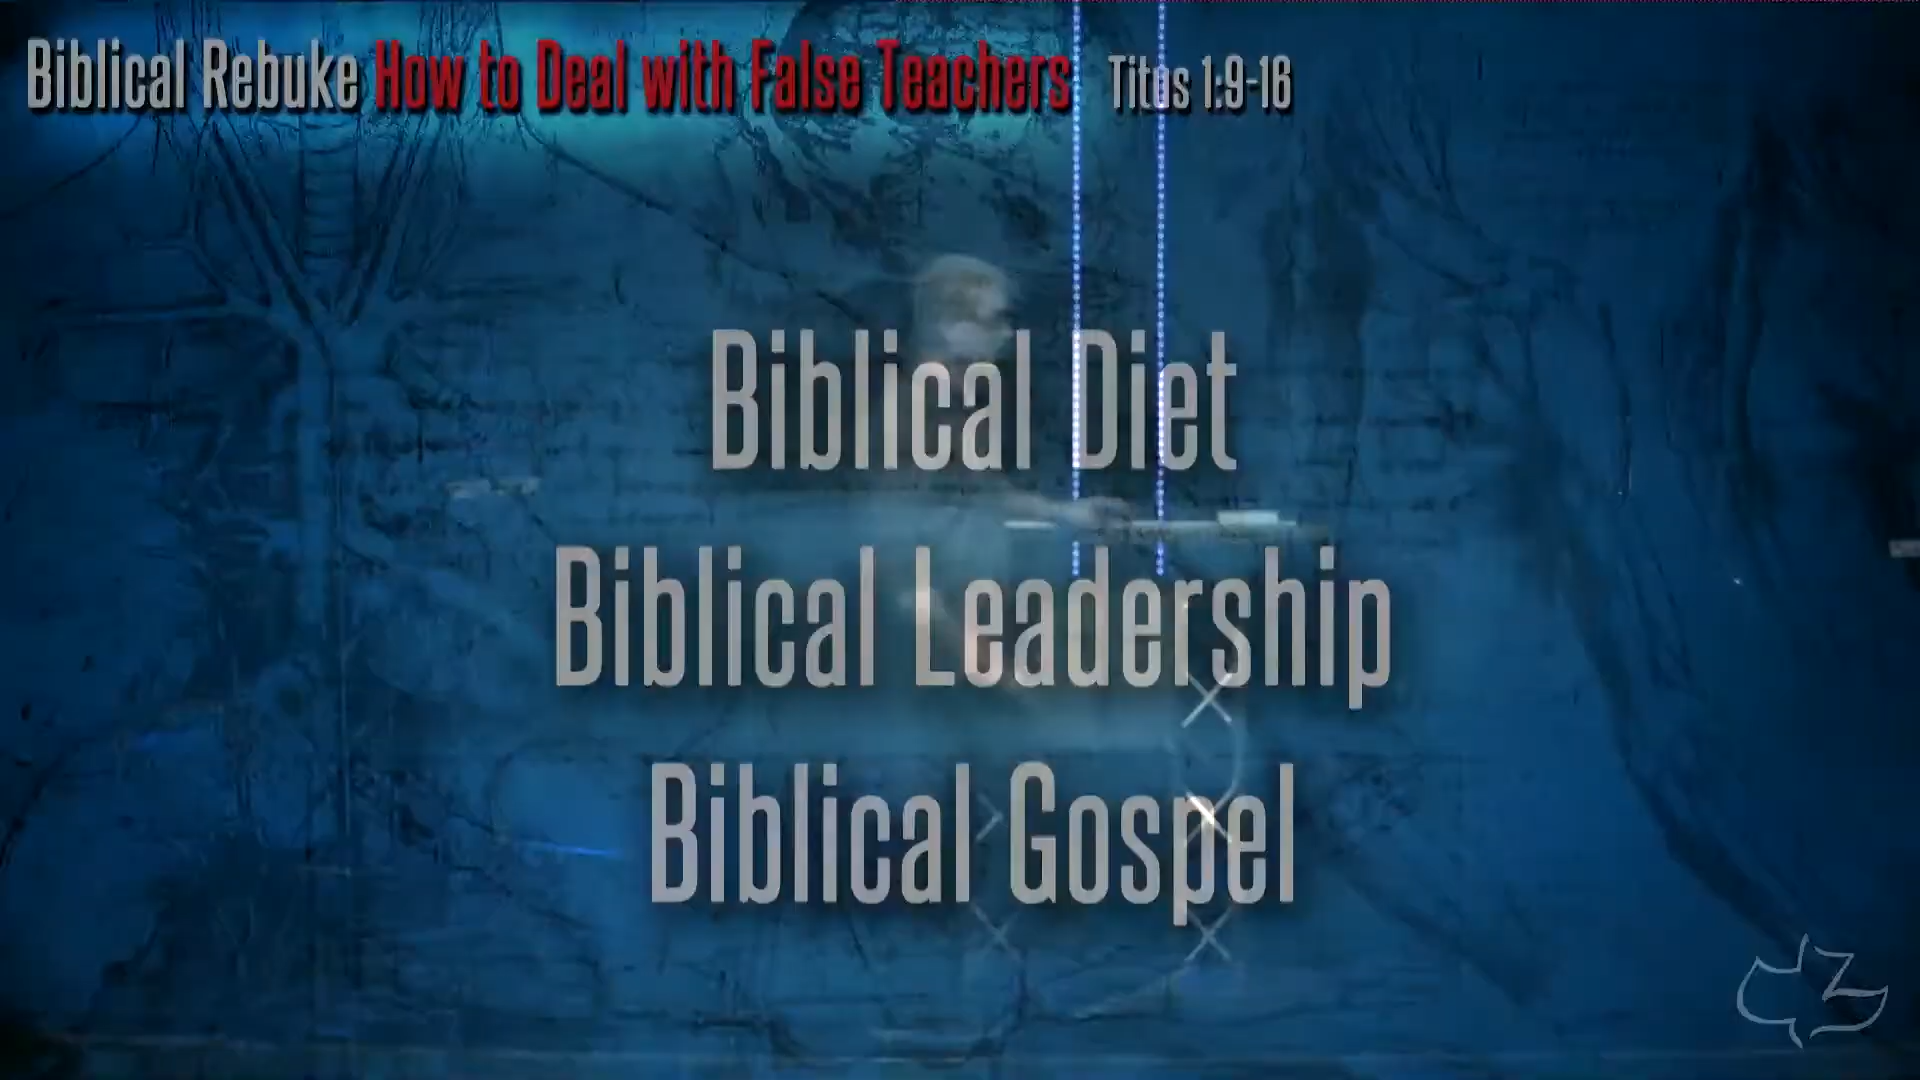 Biblical Rebuke How to Deal with False Teachers Titus 1:9-16
Biblical Diet
Biblical Leadership
Biblical Gospel